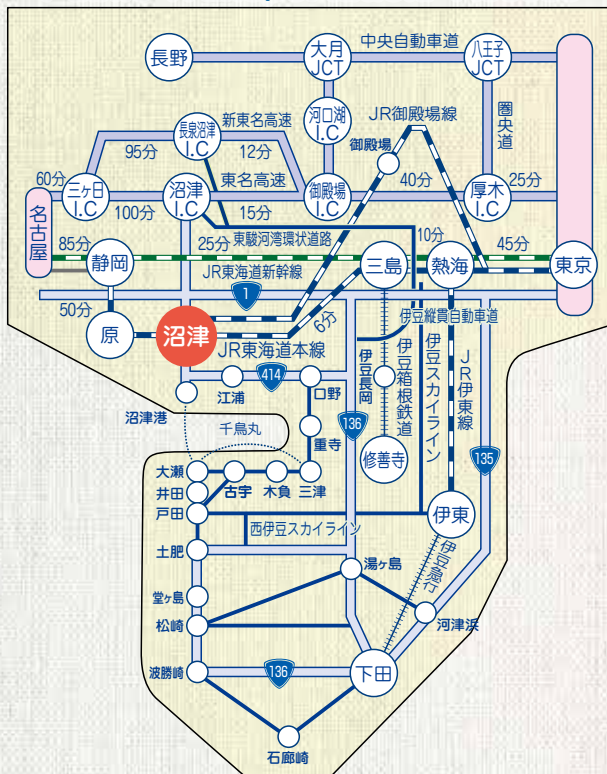 長野
大月
JCT
中央自動車道
八王子
JCT
河口湖
I.C
JR御殿場線
圏央道
長泉沼津
I.C
新東名高速
95分
12分
御殿場
60分
三ヶ日
I.C
沼津
I.C
東名高速
御殿場
I.C
40分
厚木
I.C
25分
名古屋
100分
15分
85分
静岡
25分
東駿河湾環状道路
三島
10分
熱海
45分
東京
JR東海道新幹線
1
50分
原
沼津
6分
伊豆縦貫自動車道
JR東海道本線
414
沼津港
江浦
口野
伊豆長岡
伊豆箱根鉄道
伊豆スカイライン
JR伊東線
千鳥丸
重寺
136
修善寺
135
大瀬
古宇
木負
三津
井田
戸田
西伊豆スカイライン
伊東
土肥
湯ヶ島
伊豆急行
堂ヶ島
松崎
河津浜
波勝崎
136
下田
石廊崎